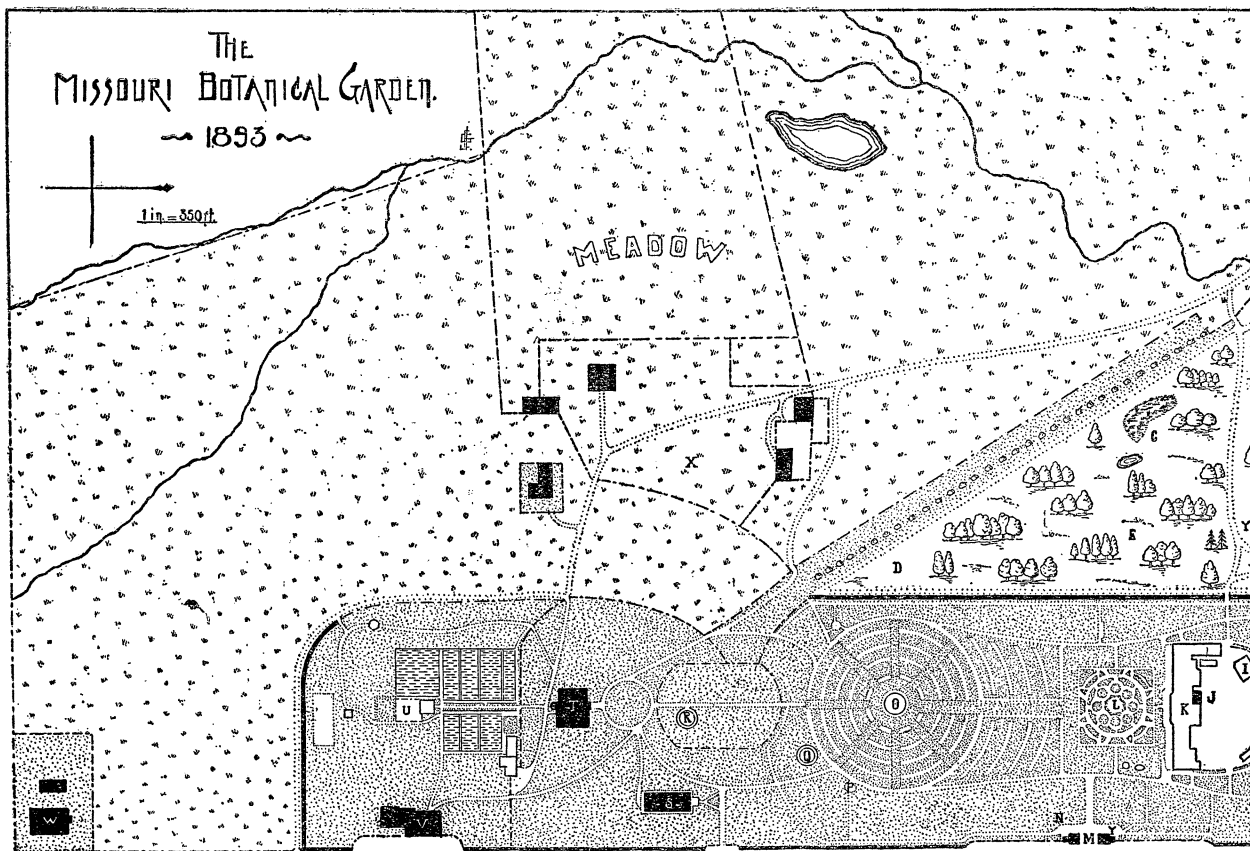 THE
MISSOURI BOTANICAL GARDEN.
1893
1 in. = 350 ft.
MEADOW
C
X
Y
E
D
I
U
T
R
O
L
K
J
Q
P
S
W
V
N
M
Y